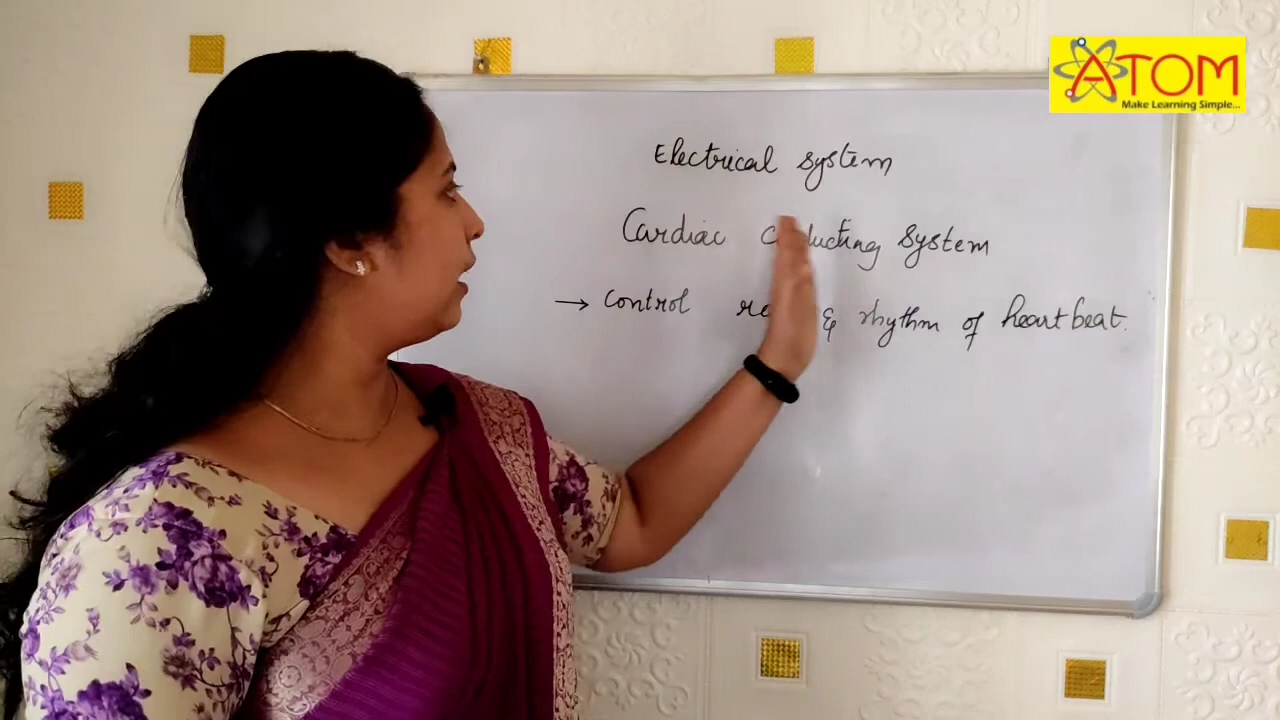 ATOM
Make Learning Simple...
Electrical system
Cardiac system
→ control & rhythm of heartbeat.